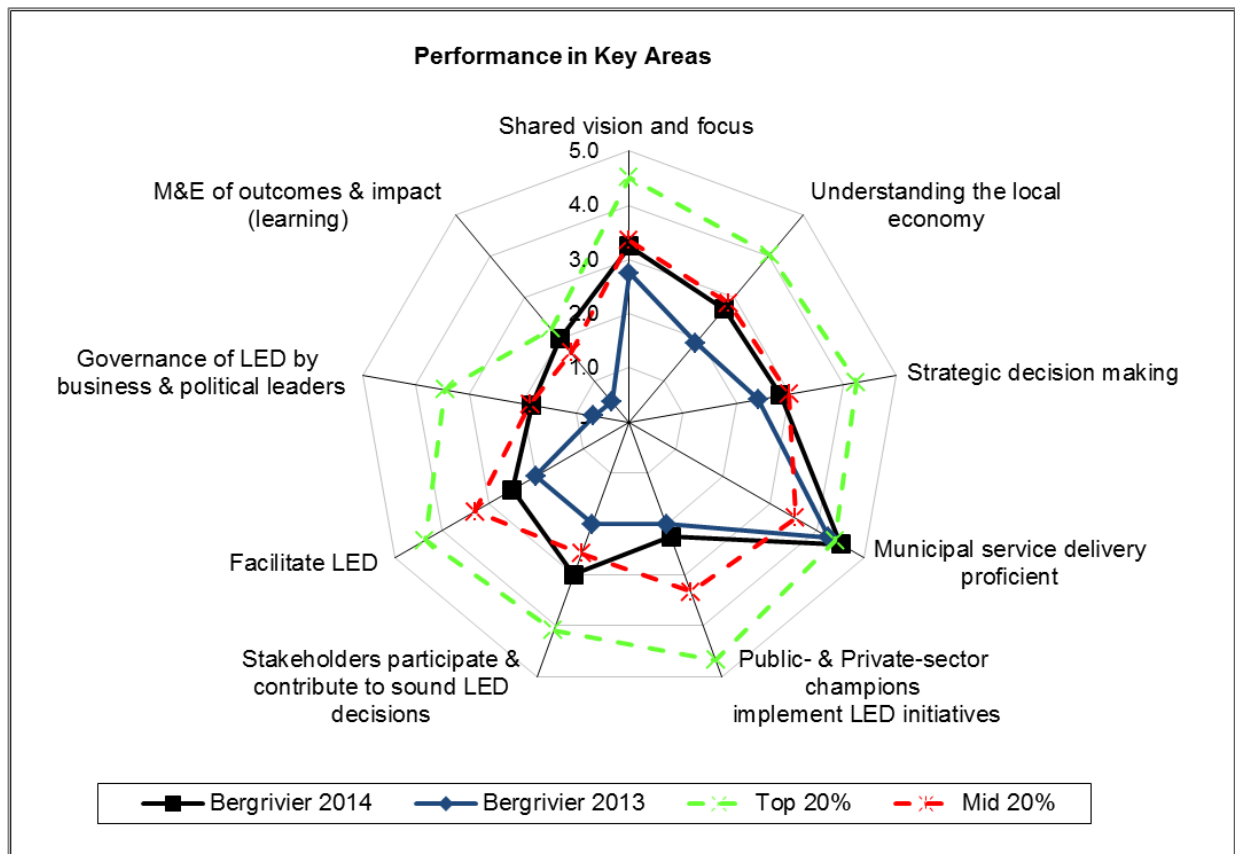 Performance in Key Areas
Shared vision and focus
5.0
4.0
3.0
2.0
1.0
-
Understanding the local
economy
Strategic decision making
Municipal service delivery
proficient
Public- & Private-sector
champions
implement LED initiatives
Stakeholders participate &
contribute to sound LED
decisions
Facilitate LED
Governance of LED by
business & political leaders
M&E of outcomes & impact
(learning)
Bergrivier 2014
Bergrivier 2013
Top 20%
Mid 20%